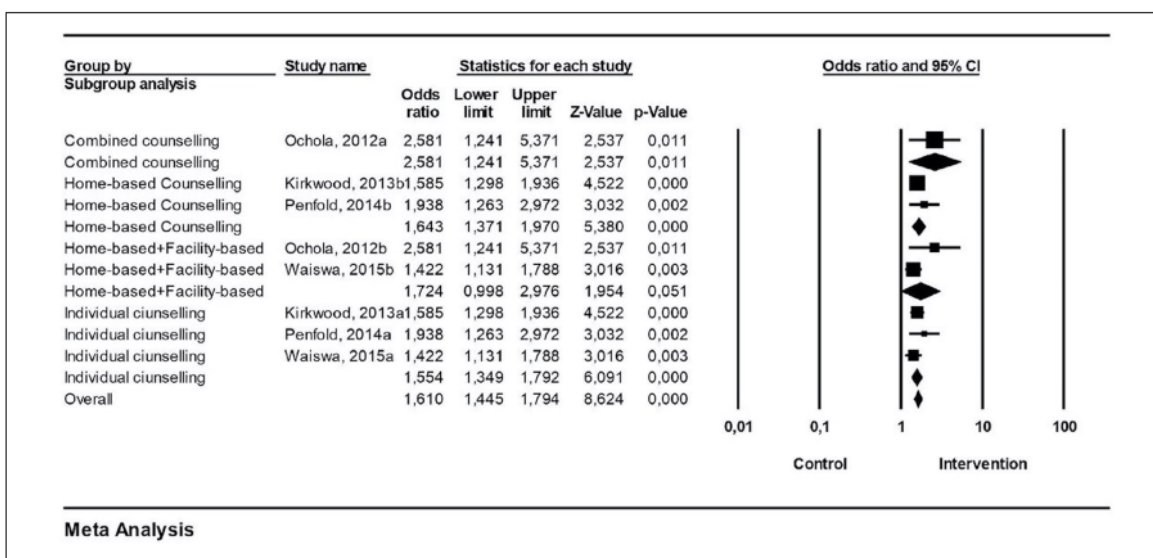 Group by Study name Statistics for each study Odds ratio and 95% CI
Subgroup analysis
Odds Lower Upper
ratio limit limit Z-Value p-Value
Combined counselling Ochola, 2012a 2,581 1,241 5,371 2,537 0,011
Combined counselling 2,581 1,241 5,371 2,537 0,011
Home-based Counselling Kirkwood, 2013b 1,585 1,298 1,936 4,522 0,000
Home-based Counselling Penfold, 2014b 1,938 1,263 2,972 3,032 0,002
Home-based Counselling 1,643 1,371 1,970 5,380 0,000
Home-based+Facility-based Ochola, 2012b 2,581 1,241 5,371 2,537 0,011
Home-based+Facility-based Waiswa, 2015b 1,422 1,131 1,788 3,016 0,003
Home-based+Facility-based 1,724 0,998 2,976 1,954 0,051
Individual ciunselling Kirkwood, 2013a 1,585 1,298 1,936 4,522 0,000
Individual ciunselling Penfold, 2014a 1,938 1,263 2,972 3,032 0,002
Individual ciunselling Waiswa, 2015a 1,422 1,131 1,788 3,016 0,003
Individual ciunselling 1,554 1,349 1,792 6,091 0,000
Overall 1,610 1,445 1,794 8,624 0,000
0,01 0,1 1 10 100
Control Intervention
Meta Analysis